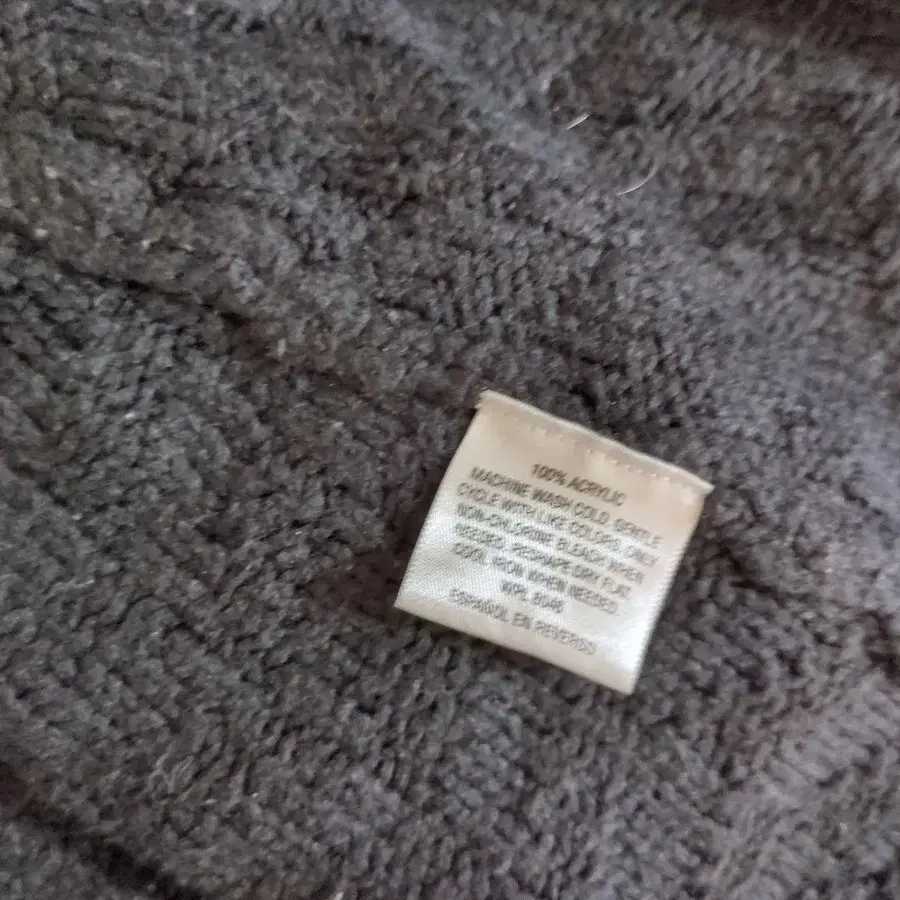 100% ACRYLIC
MACHINE WASH COLD, GENTLE
CYCLE WITH LIKE COLORS, ONLY
NON-CHLORINE BLEACH WHEN
NEEDED. RESHAPE DRY FLAT.
COOL IRON WHEN NEEDED.
ESPAÑOL EN REVERSO